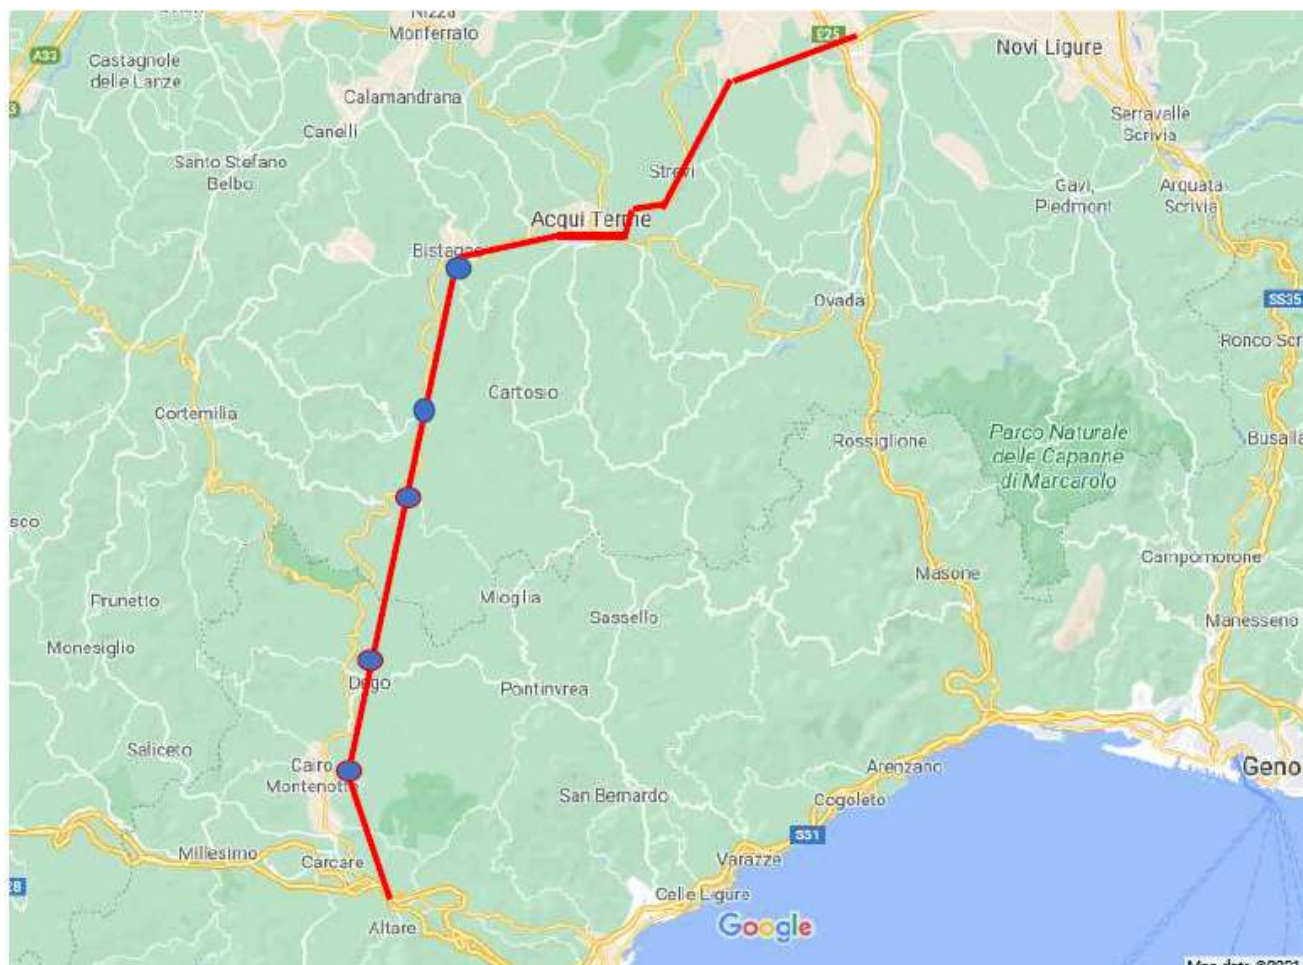 Nizza
Monferrato
A33
E25
Novi Ligure
Castagnole
delle Lanze
Calamandrana
Canelli
Serravalle
Scrivia
Santo Stefano
Belbo
Strevi
Gavi,
Piedmont
Arquata
Scrivia
Acqui Terme
Ovada
SS35
Ronco Scr
Cartosio
Cortemilia
Rossiglione
Parco Naturale
delle Capanne
di Marcarolo
Busalla
sco
Campomorone
Masone
Mioglia
Prunetto
Sassello
Manesseno
Monesiglio
Dego
Pontinvrea
Saliceto
Cairo
Montenotte
Arenzano
Geno
San Bernardo
Cogoleto
SS1
Millesimo
Carcare
Varazze
28
Celle Ligure
Altare
Google